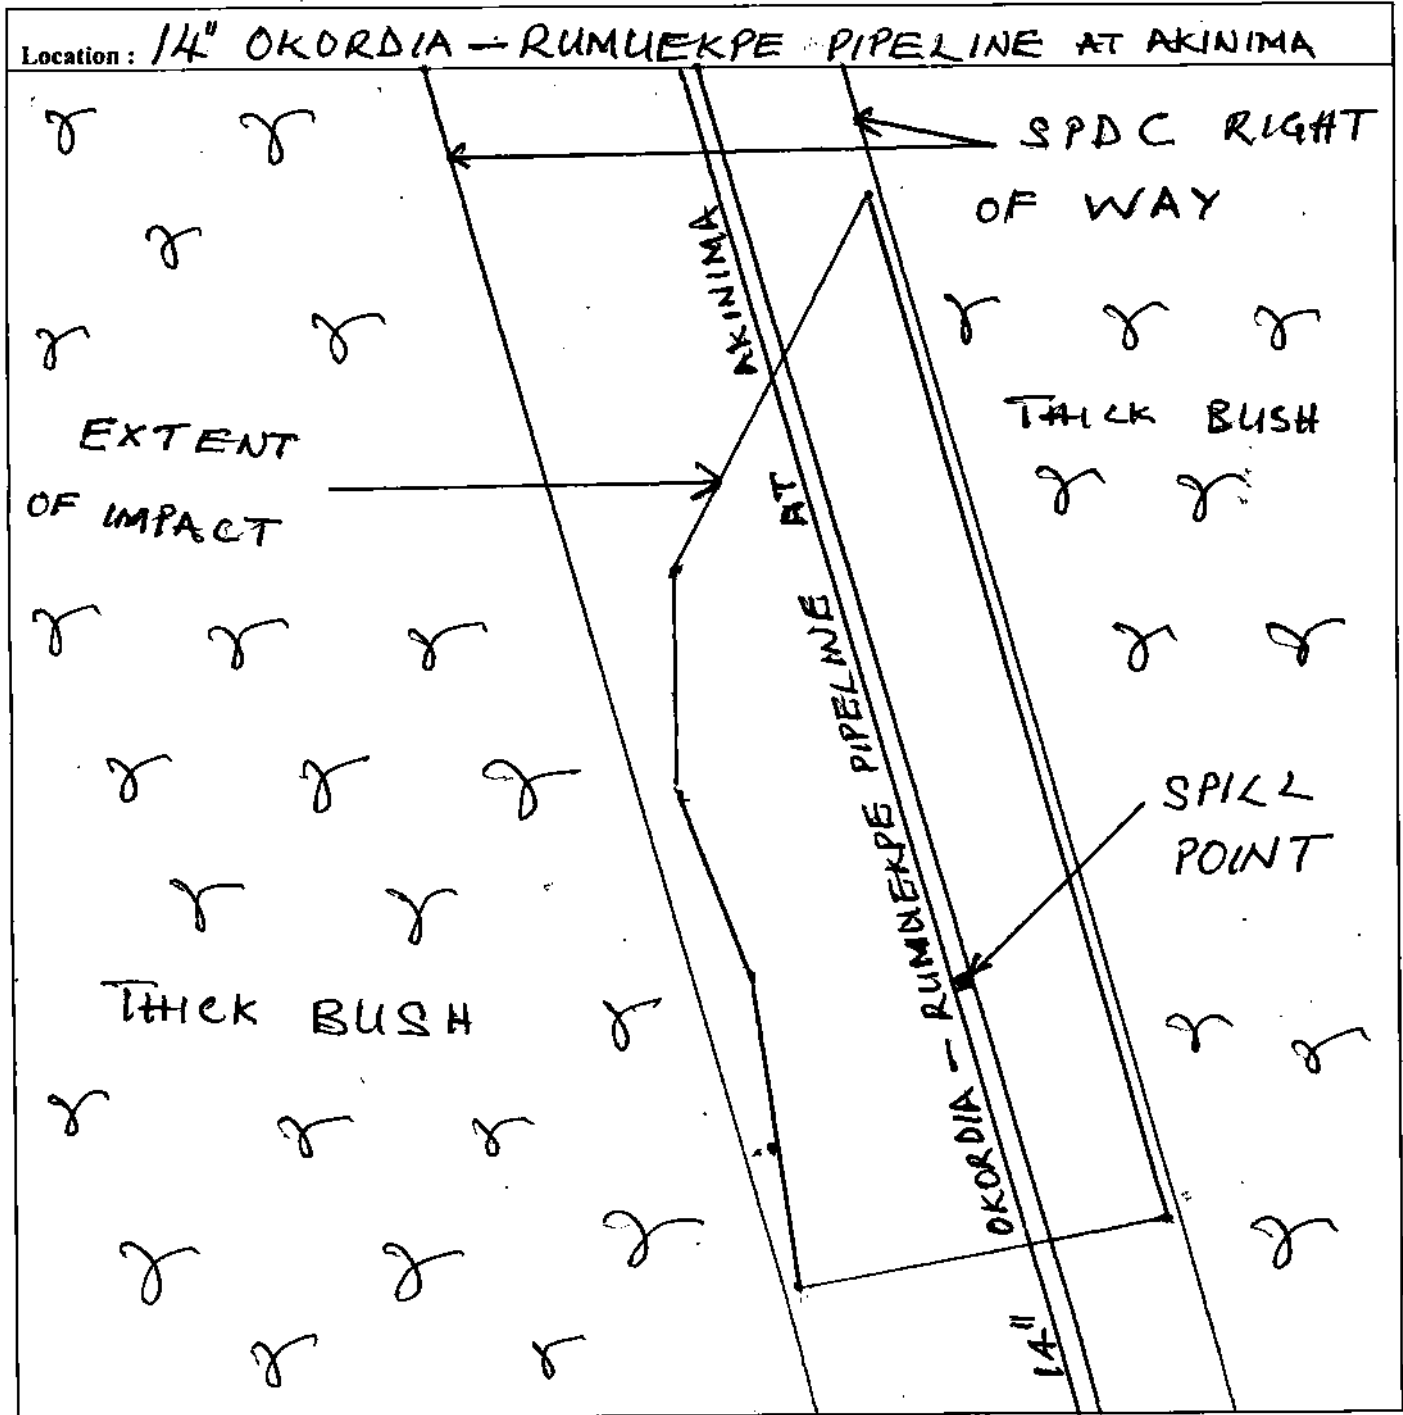 Location : 14" OKORDIA - RUMUEKPE PIPELINE AT AKINIMA
SPDC RIGHT
OF WAY
THICK BUSH
EXTENT
OF IMPACT
14" OKORDIA - RUMUEKPE PIPELINE AT AKINIMA
SPILL
POINT
THICK BUSH